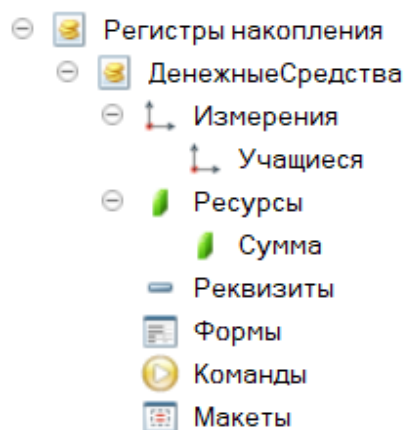 Регистры накопления
ДенежныеСредства
Измерения
Учащиеся
Ресурсы
Сумма
Реквизиты
Формы
Команды
Макеты